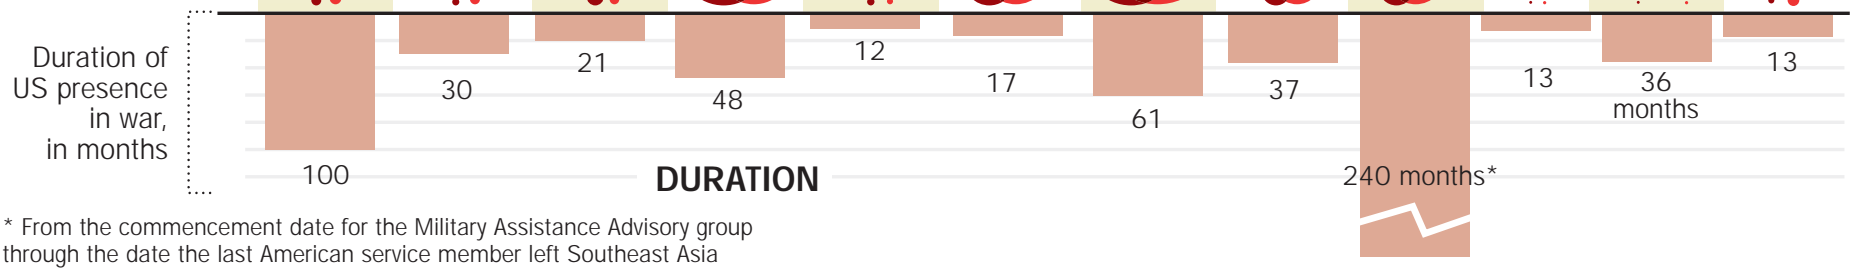 Duration of
US presence
in war,
in months
100
30
21
48
12
17
61
37
240 months*
13
36
months
13
DURATION
* From the commencement date for the Military Assistance Advisory group
through the date the last American service member left Southeast Asia